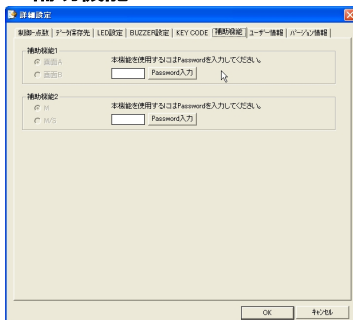 詳細設定
制御ー点数 データ保存先 LED設定 BUZZER設定 KEY CODE 補助機能 ユーザー情報 バージョン情報
補助機能1
画面A
本機能を使用するにはPasswordを入力してください。
画面B
Password入力
補助機能2
M
本機能を使用するにはPasswordを入力してください。
M/S
Password入力
OK キャンセル